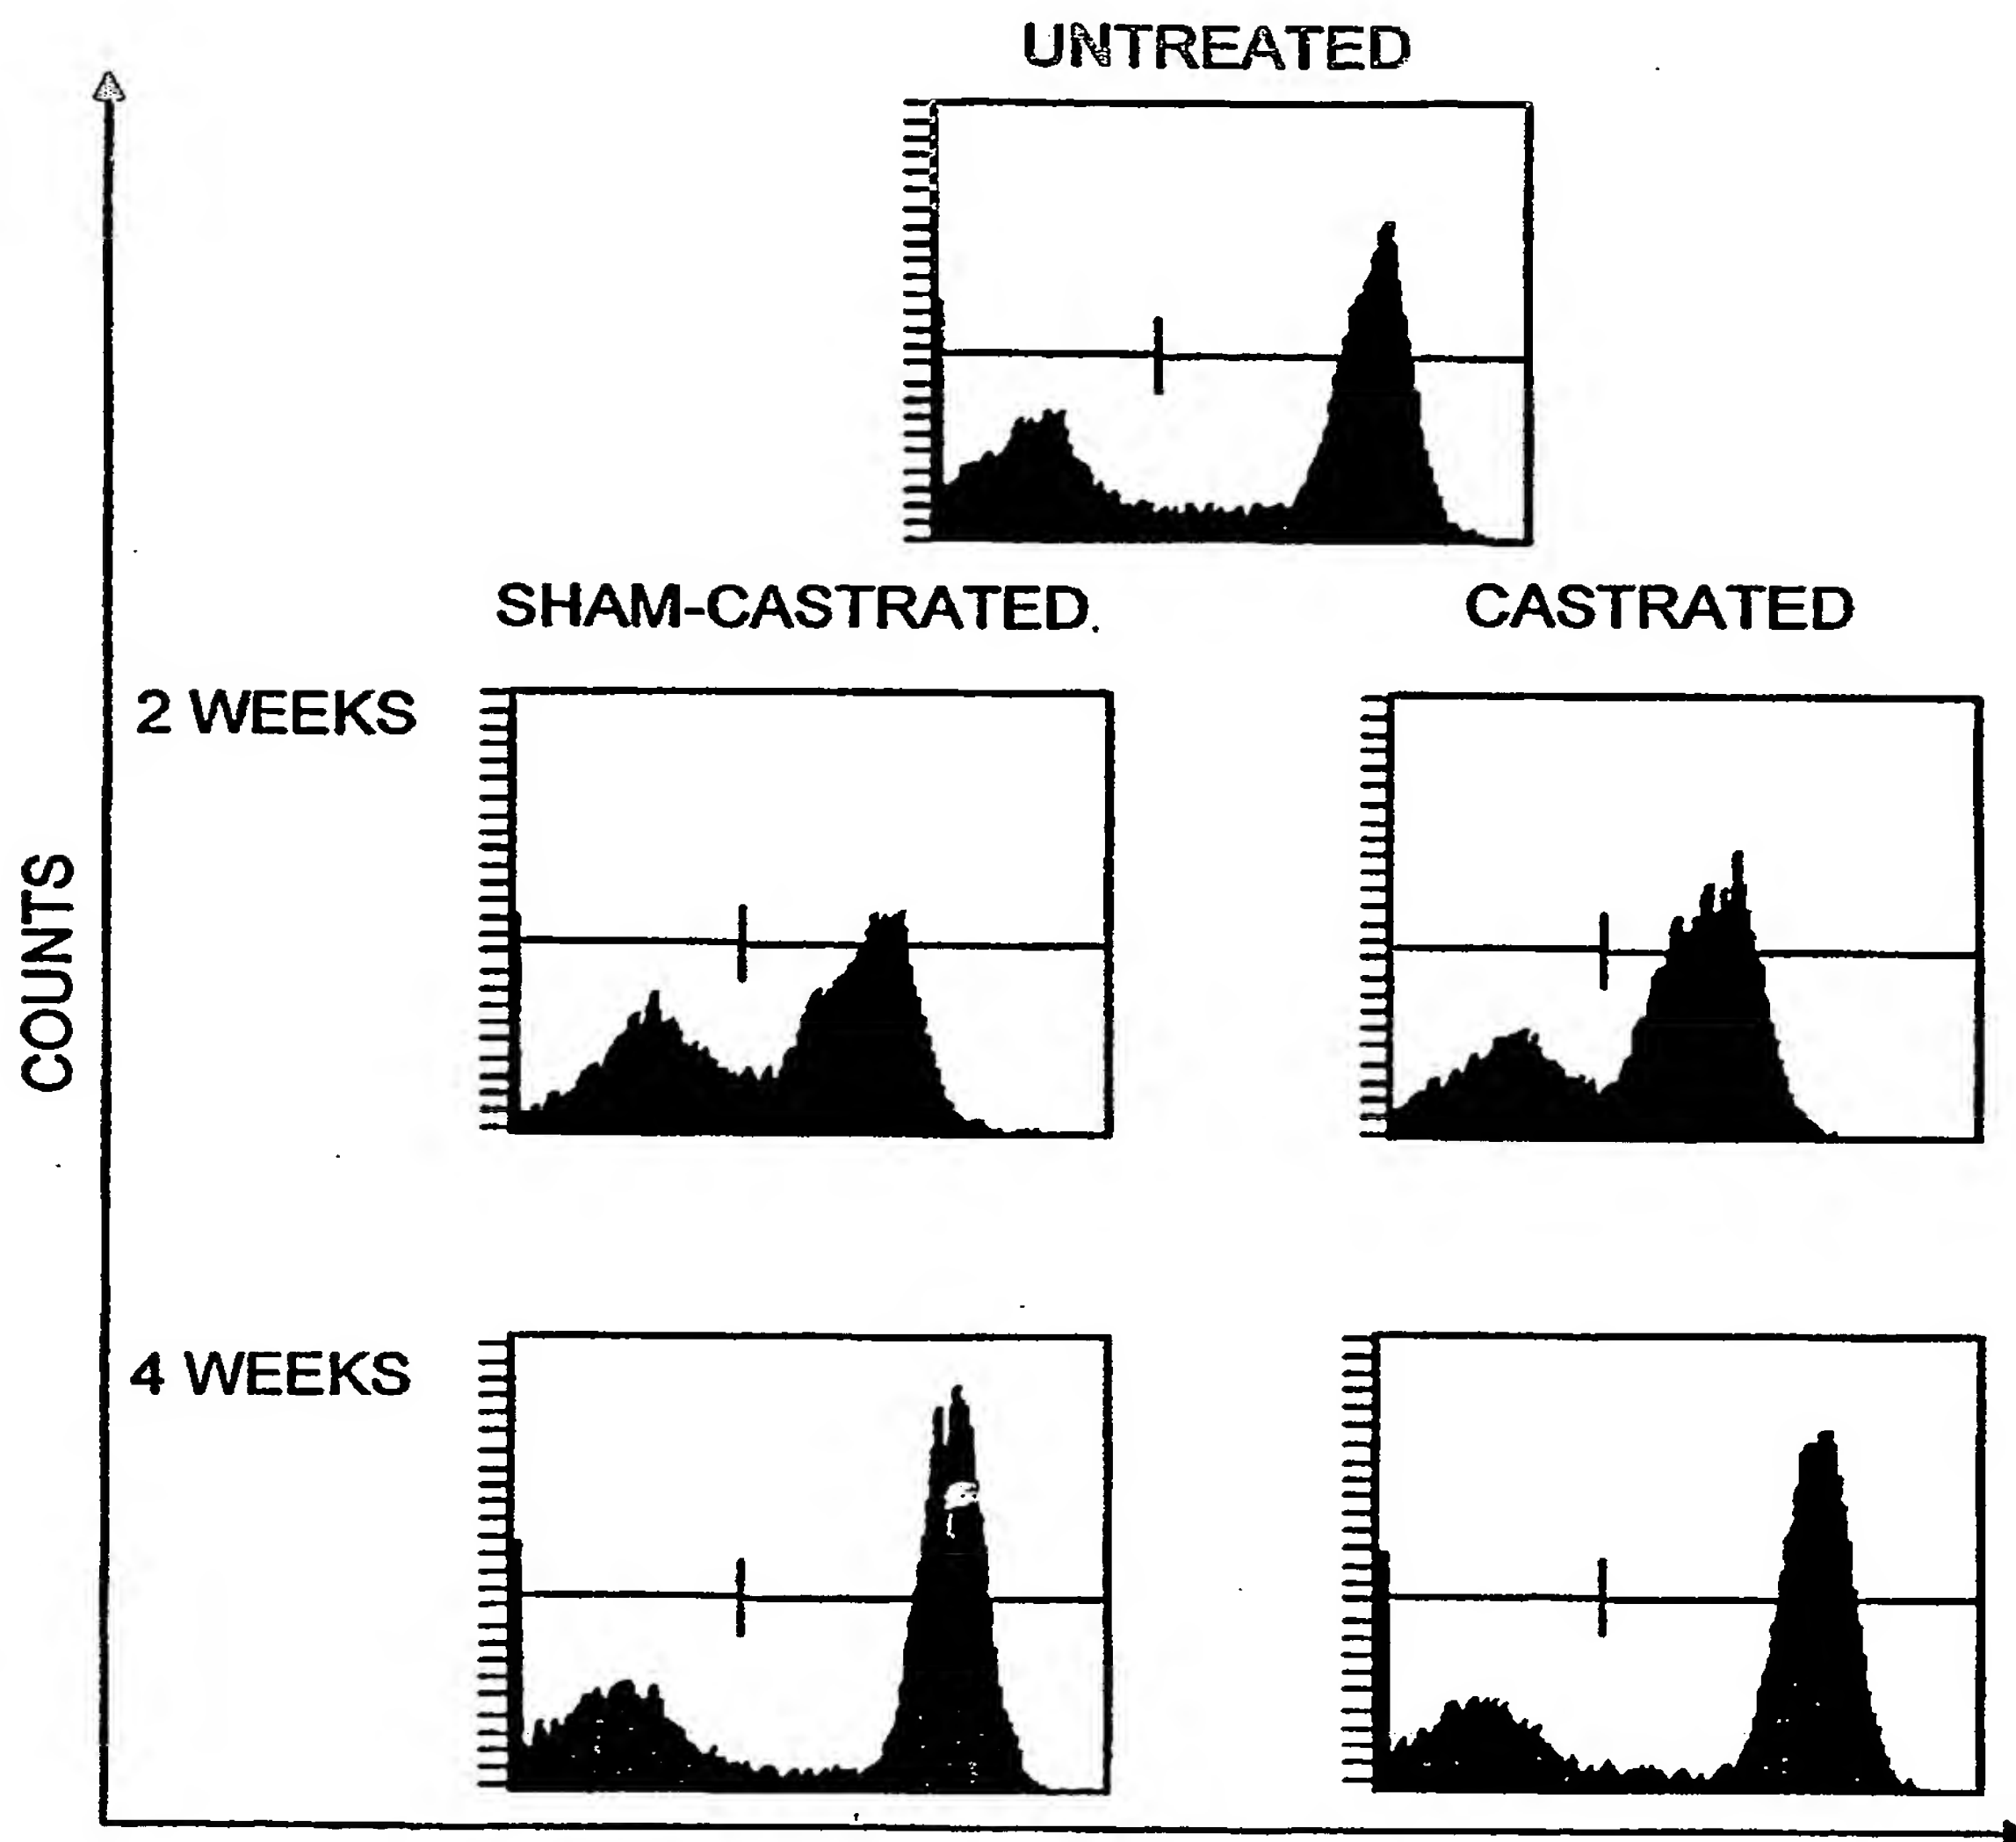 UNTREATED
SHAM-CASTRATED.
CASTRATED
2 WEEKS
4 WEEKS
COUNTS